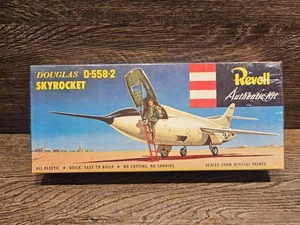 DOUGLAS D-558-2
SKYROCKET
Revell
Authentic Kit
ALL PLASTIC • QUICK, EASY TO BUILD • NO CUTTING, NO SANDING
SCALED FROM OFFICIAL PRINTS